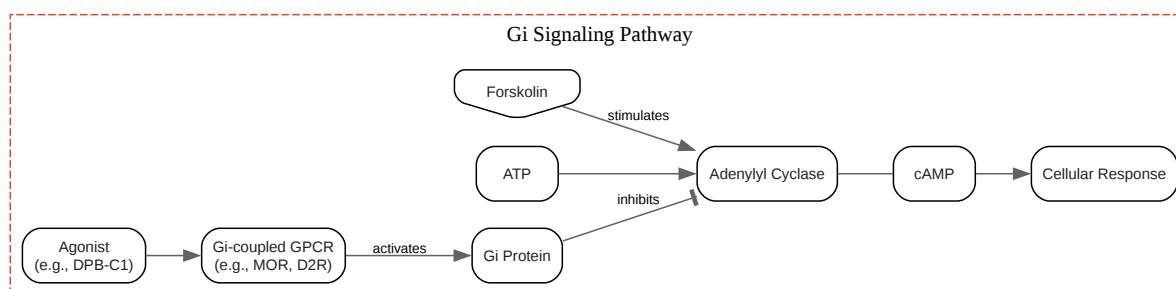 Gi Signaling Pathway
Forskolin
stimulates
ATP
Adenylyl Cyclase
cAMP
Cellular Response
inhibits
Agonist
(e.g., DPB-C1)
Gi-coupled GPCR
(e.g., MOR, D2R)
activates
Gi Protein